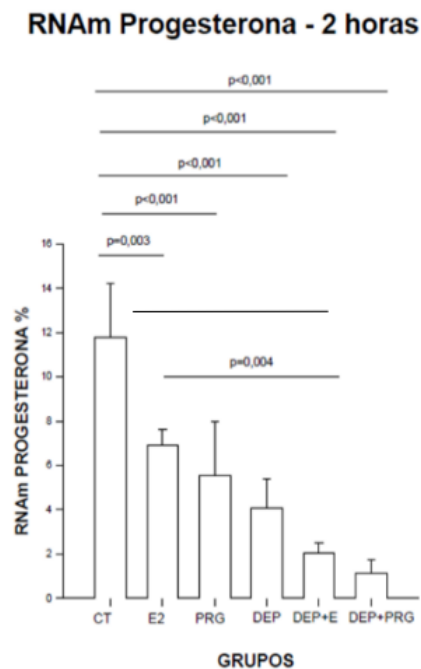 RNAm Progesterona - 2 horas
p<0,001
p<0,001
p<0,001
p<0,001
p=0,003
p=0,004
RNAm PROGESTERONA %
16
14
12
10
8
6
4
2
0
CT E2 PRG DEP DEP+E DEP+PRG
GRUPOS